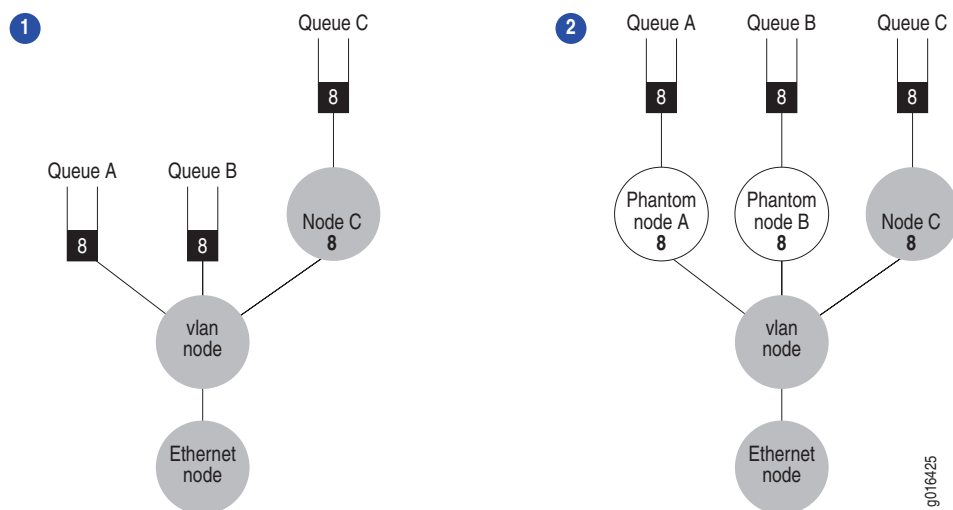 1
Queue C
8
Queue A
Queue B
8
8
Node C
8
vlan
node
Ethernet
node
2
Queue A
Queue B
Queue C
8
8
8
Phantom
node A
8
Phantom
node B
8
Node C
8
vlan
node
Ethernet
node
g016425